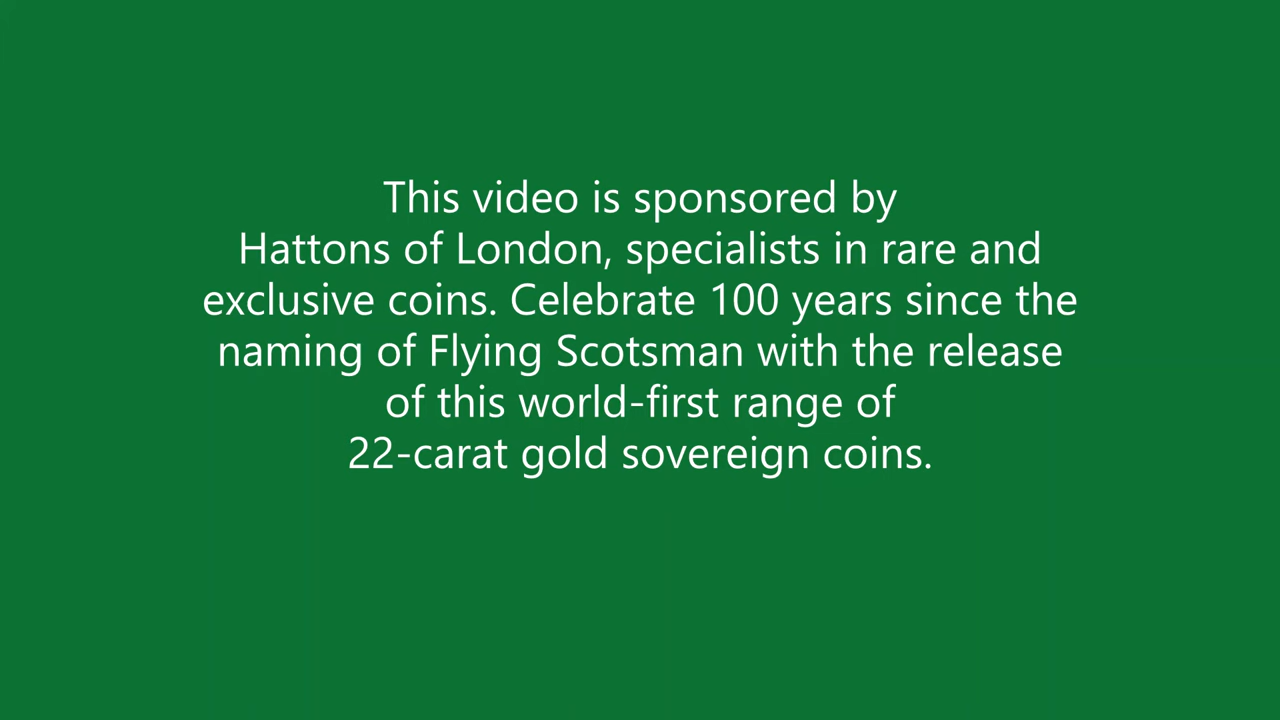 This video is sponsored by
Hattons of London, specialists in rare and
exclusive coins. Celebrate 100 years since the
naming of Flying Scotsman with the release
of this world-first range of
22-carat gold sovereign coins.